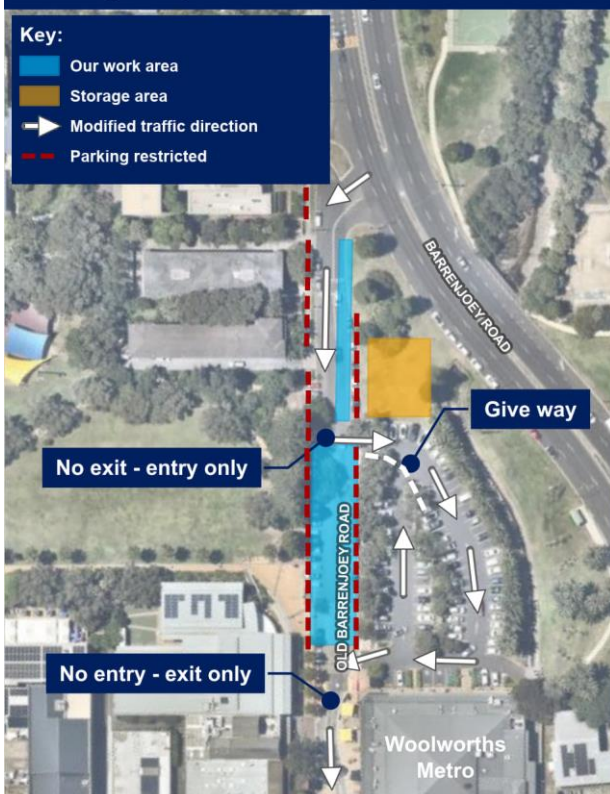 Key:
Our work area
Storage area
Modified traffic direction
Parking restricted
BARRENJOEY ROAD
Give way
No exit - entry only
OLD BARRENJOEY ROAD
No entry - exit only
Woolworths
Metro